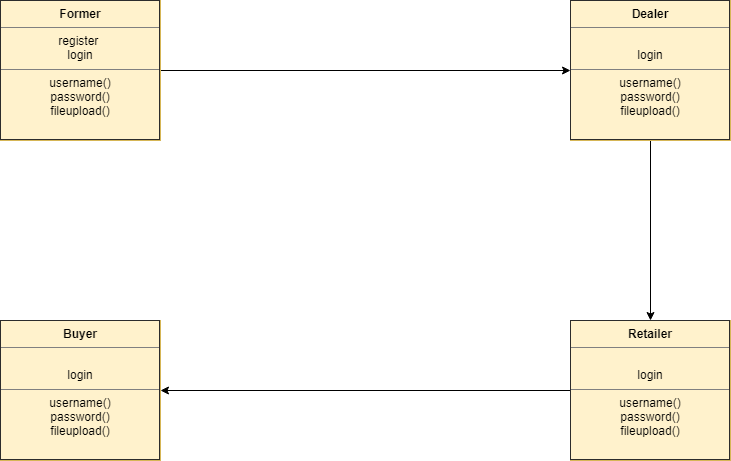 Former
register
login
username()
password()
fileupload()
Dealer
login
username()
password()
fileupload()
Buyer
login
username()
password()
fileupload()
Retailer
login
username()
password()
fileupload()